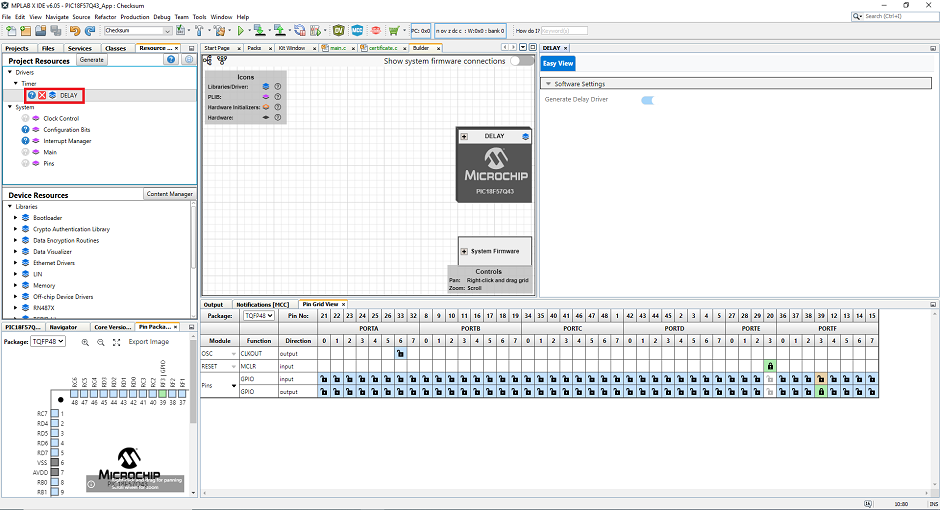 MPLAB X IDE v6.05 - PIC18F57Q43_App : Checksum
File Edit View Navigate Source Refactor Production Debug Team Tools Window Help
Search (Ctrl+I)
Checksum
PC: 0x0
n ov z dc c : W:0x0 : bank 0
How do I?
Keyword(s)
Projects Files Services Classes Resource ...
Project Resources Generate
Drivers
Timer
DELAY
System
Clock Control
Configuration Bits
Interrupt Manager
Main
Pins
Device Resources Content Manager
Libraries
Bootloader
Crypto Authentication Library
Data Encryption Routines
Data Visualizer
Ethernet Drivers
LIN
Memory
Off-chip Device Drivers
RN487X
PIC18F57Q... Navigator Core Versio... Pin Packa...
Package: TQFP48 Export Image
RC6 RC5 RC4 RD3 RD2 RD1 RD0 RC3 RC2 RF3 | GPIO RF2 RF1
48 47 46 45 44 43 42 41 40 39 38 37
RC7 1
RD4 2
RD5 3
RD6 4
RD7 5
VSS 6
AVDD 7
RB0 8
RB1 9
MICROCHIP
PIC18F57Q43
Start Page Packs Kit Window main.c certificate.c Builder
Show system firmware connections
Icons
Libraries/Driver:
PLIB:
Hardware Initializers:
Hardware:
DELAY
MICROCHIP
PIC18F57Q43
System Firmware
Controls
Pan: Right-click and drag grid
Zoom: Scroll
DELAY
Easy View
Software Settings
Generate Delay Driver
Output Notifications [MCC] Pin Grid View
Package: TQFP48 Pin No: 21 22 23 24 25 26 33 32 8 9 10 11 16 17 18 19 34 35 40 41 46 47 48 1 42 43 44 45 2 3 4 5 27 28 29 20 36 37 38 39 12 13 14 15
PORTA PORTB PORTC PORTD PORTE PORTF
Module Function Direction 0 1 2 3 4 5 6 7 0 1 2 3 4 5 6 7 0 1 2 3 4 5 6 7 0 1 2 3 4 5 6 7 0 1 2 3 0 1 2 3 4 5 6 7
OSC CLKOUT output
RESET MCLR input
Pins GPIO input
GPIO output
10:80 INS